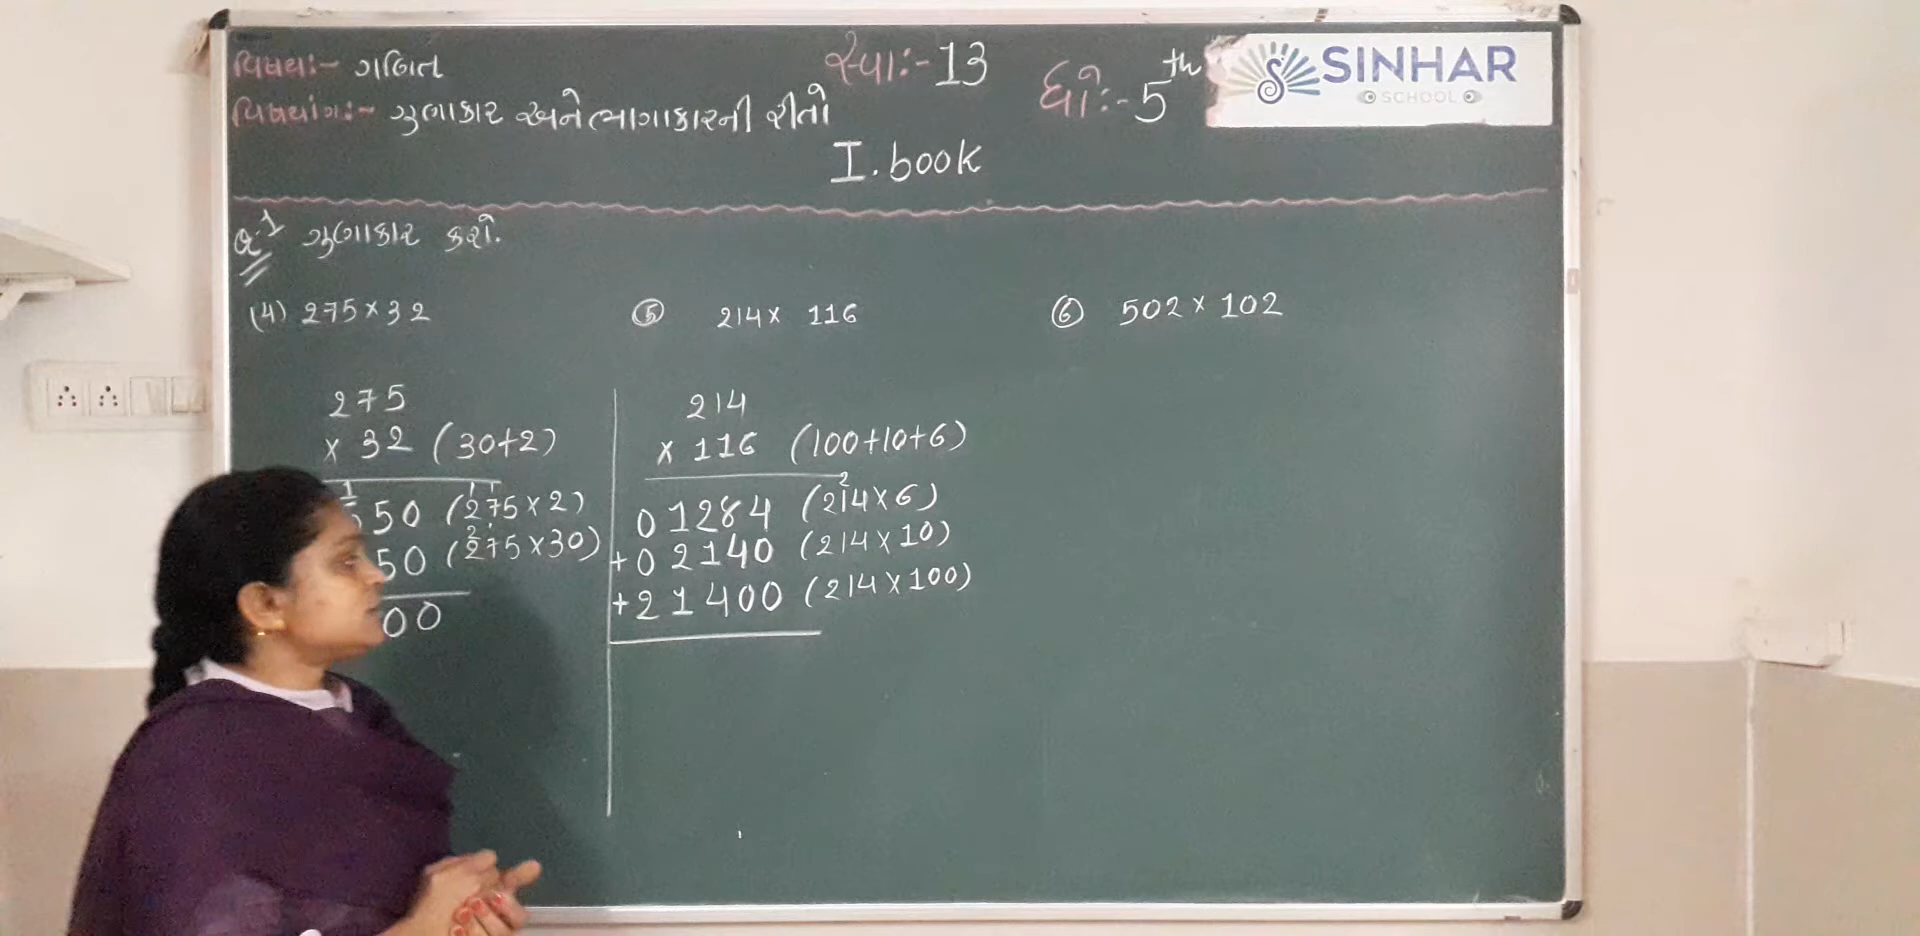 વિષય:- ગણિત
સ્વા:- 13
ધો:- 5th
SINHAR
SCHOOL
વિષયાંગ:- ગુણાકાર અને ભાગાકારની રીતો
I. book
Q.1 ગુણાકાર કરો.
(4) 275 × 32
275
× 32 (30+2)
50 (275 × 2)
50 (275 × 30)
00
⑤ 214 × 116
214
× 116 (100+10+6)
01284 (214 × 6)
+02140 (214 × 10)
+21400 (214 × 100)
⑥ 502 × 102